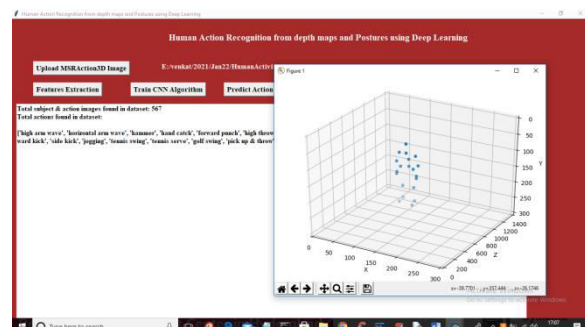 Human Action Recognition from depth maps and Postures using Deep Learning
Human Action Recognition from depth maps and Postures using Deep Learning
Upload MSRAction3D Image
E:/venkat/2021/Jan22/HumanActivi
Features Extraction
Train CNN Algorithm
Predict Action
Total subject & action images found in dataset: 567
Total actions found in dataset:
['high arm wave', 'horizontal arm wave', 'hammer', 'hand catch', 'forward punch', 'high throw
ward kick', 'side kick', 'jogging', 'tennis swing', 'tennis serve', 'golf swing', 'pick up & throw'
Figure 1
0
50
100
150
200
250
300
Y
0
50
100
150
200
250
300
X
0
200
400
600
800
1000
1200
1400
Z
Type here to search
17:07